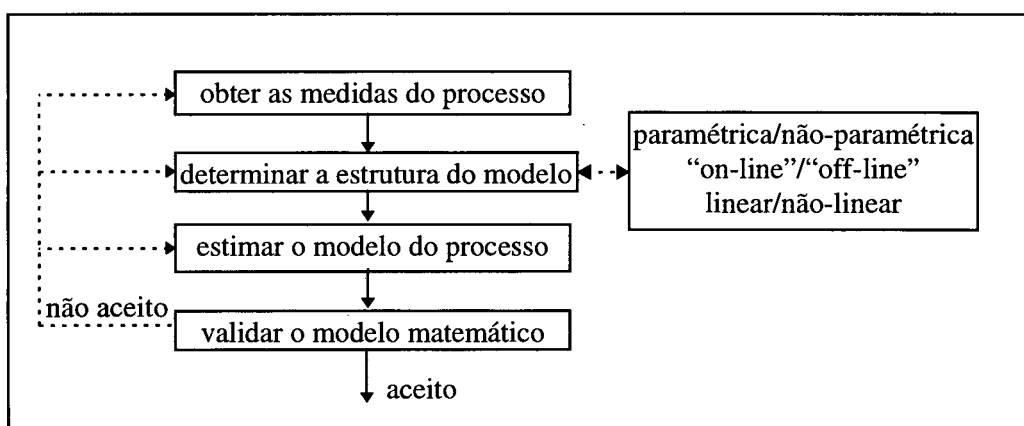 obter as medidas do processo
determinar a estrutura do modelo
paramétrica/não-paramétrica
“on-line”/“off-line”
linear/não-linear
estimar o modelo do processo
não aceito
validar o modelo matemático
aceito